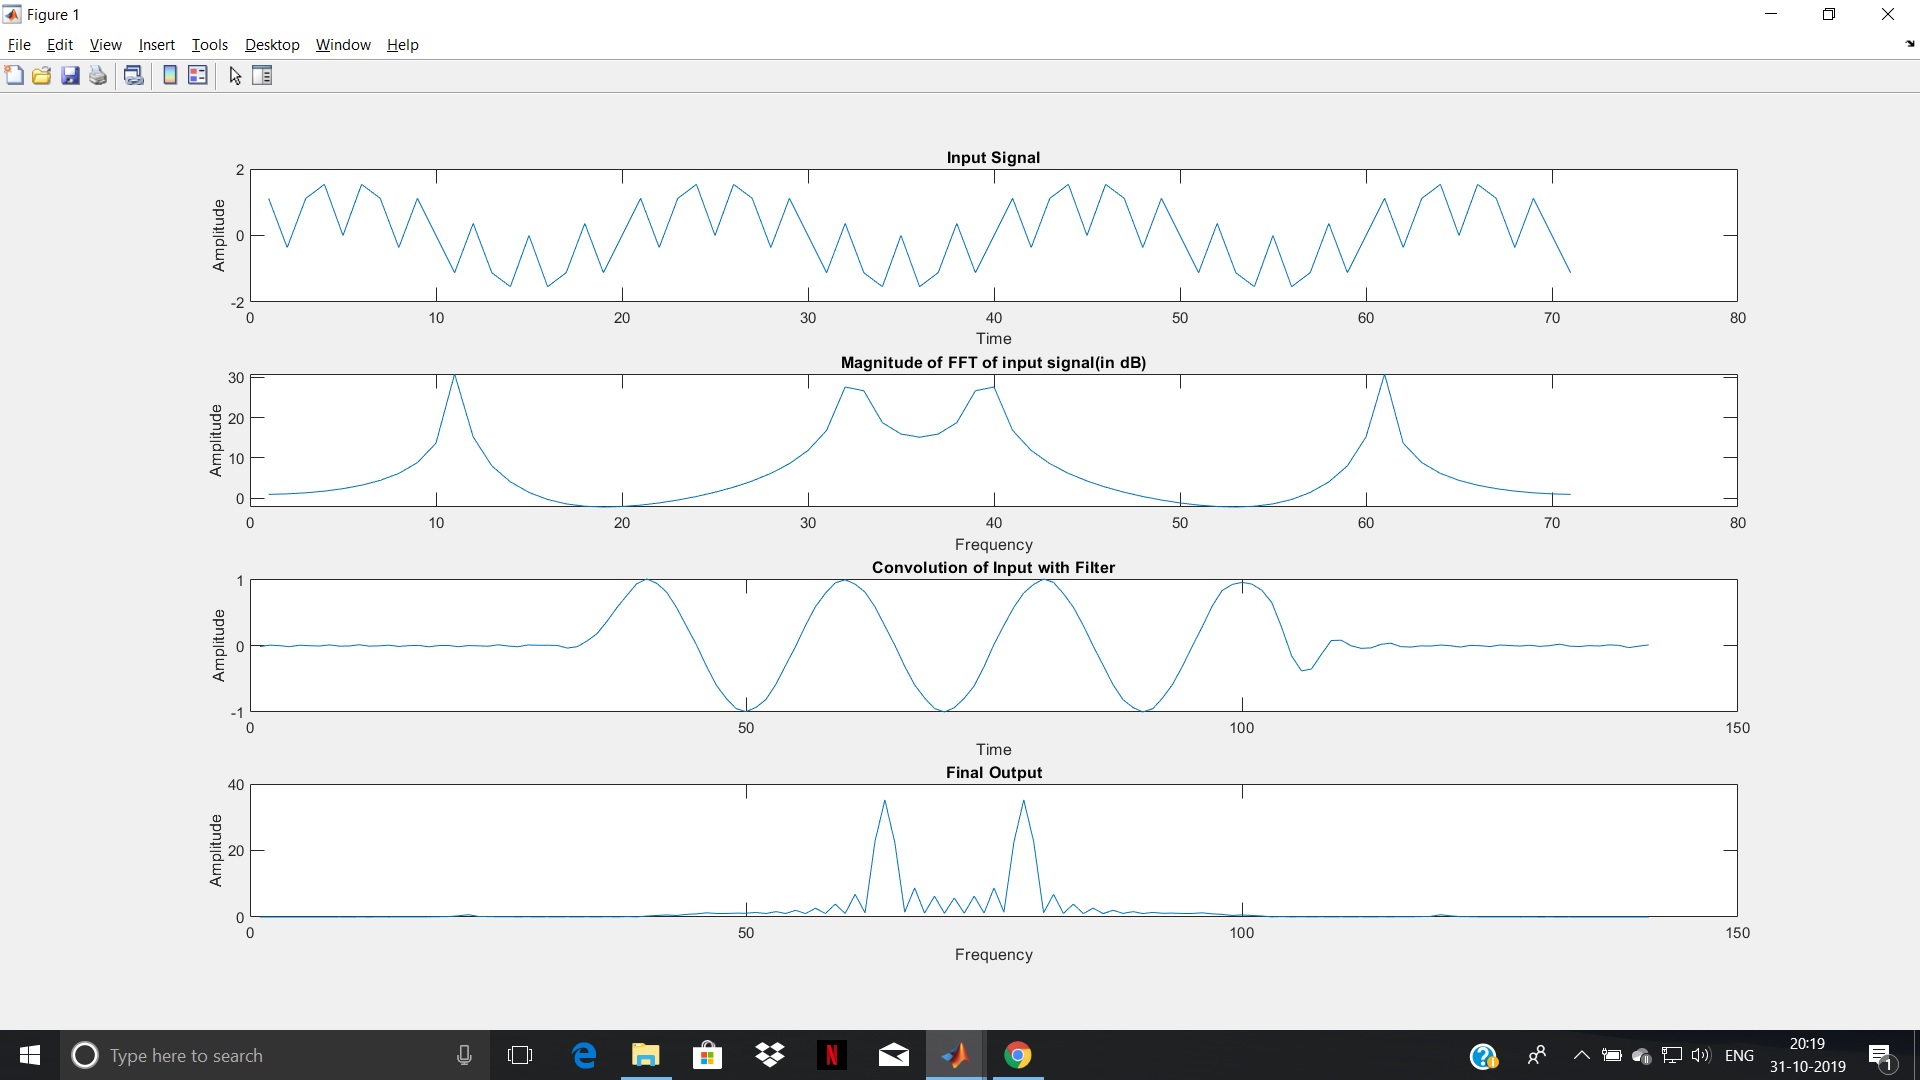 Figure 1
File Edit View Insert Tools Desktop Window Help
Input Signal
Amplitude
2
0
-2
0 10 20 30 40 50 60 70 80
Time
Magnitude of FFT of input signal(in dB)
Amplitude
30
20
10
0
0 10 20 30 40 50 60 70 80
Frequency
Convolution of Input with Filter
Amplitude
1
0
-1
0 50 100 150
Time
Final Output
Amplitude
40
20
0
0 50 100 150
Frequency
Type here to search
N
ENG
20:19
31-10-2019
1